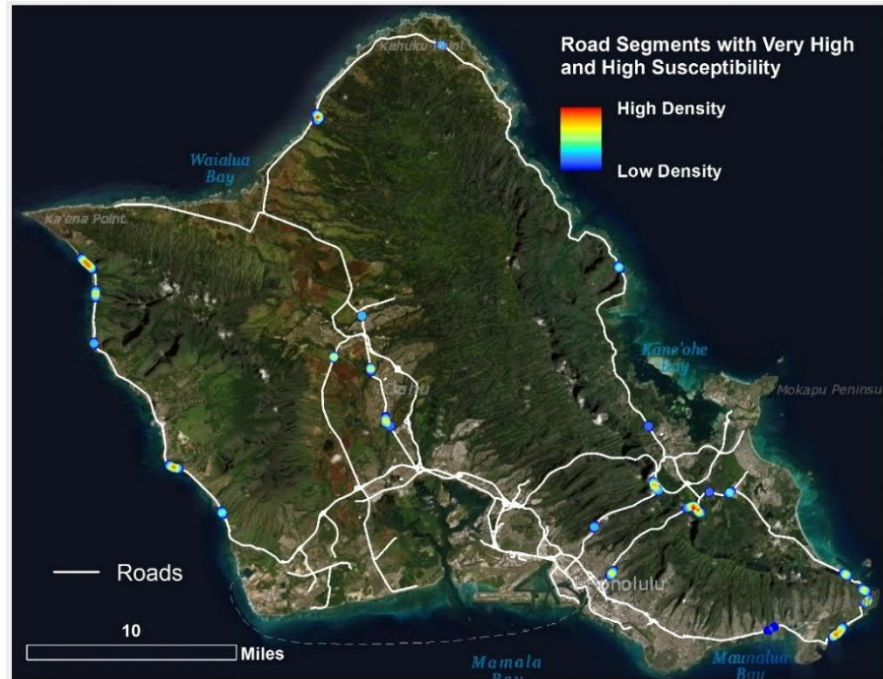 Kahuku Point
Road Segments with Very High
and High Susceptibility
High Density
Low Density
Waialua
Bay
Ka'ena Point
Kāne'ohe
Bay
Mokapu Peninsu
Honolulu
Roads
10
Miles
Mamala
Maunalua
Bay